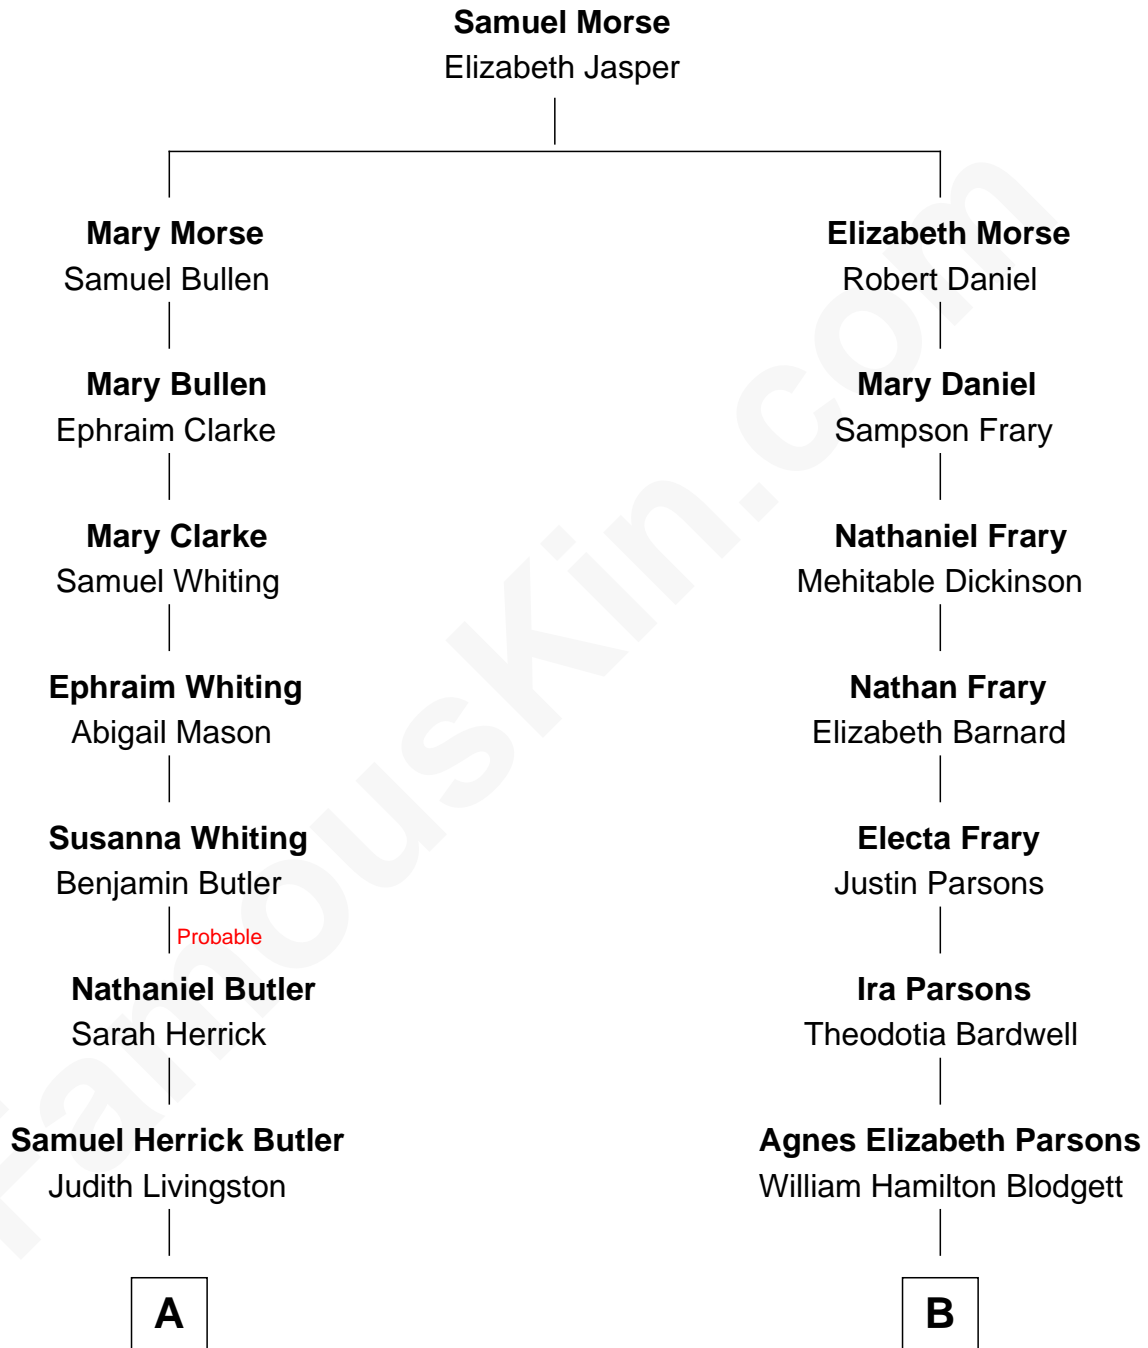 Samuel Morse
Elizabeth Jasper
Mary Morse
Samuel Bullen
Elizabeth Morse
Robert Daniel
Mary Bullen
Ephraim Clarke
Mary Daniel
Sampson Frary
Mary Clarke
Samuel Whiting
Nathaniel Frary
Mehitable Dickinson
Ephraim Whiting
Abigail Mason
Nathan Frary
Elizabeth Barnard
Susanna Whiting
Benjamin Butler
Electa Frary
Justin Parsons
Probable
Nathaniel Butler
Sarah Herrick
Ira Parsons
Theodotia Bardwell
Samuel Herrick Butler
Judith Livingston
Agnes Elizabeth Parsons
William Hamilton Blodgett
A
B
FamousKin.com